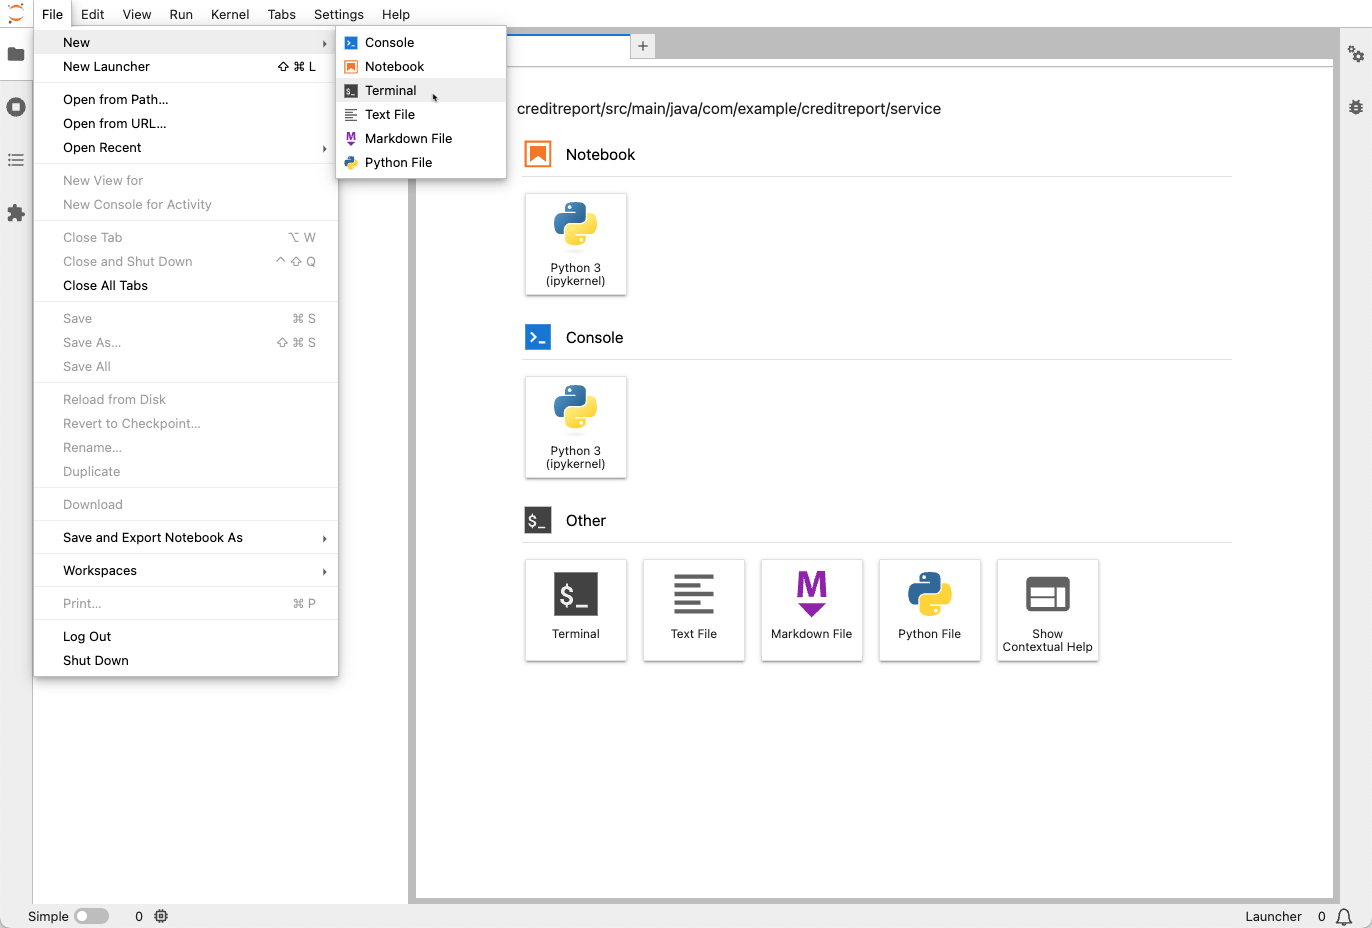 File Edit View Run Kernel Tabs Settings Help
New
New Launcher ⇧ ⌘ L
Open from Path...
Open from URL...
Open Recent
New View for
New Console for Activity
Close Tab ⌥ W
Close and Shut Down ^ ⇧ Q
Close All Tabs
Save ⌘ S
Save As... ⇧ ⌘ S
Save All
Reload from Disk
Revert to Checkpoint...
Rename...
Duplicate
Download
Save and Export Notebook As
Workspaces
Print... ⌘ P
Log Out
Shut Down
Console
Notebook
$_ Terminal
Text File
M Markdown File
Python File
+
creditreport/src/main/java/com/example/creditreport/service
Notebook
Python 3
(ipykernel)
Console
Python 3
(ipykernel)
$_ Other
$_
Terminal
Text File
M
Markdown File
Python File
Show
Contextual Help
Simple 0
Launcher 0